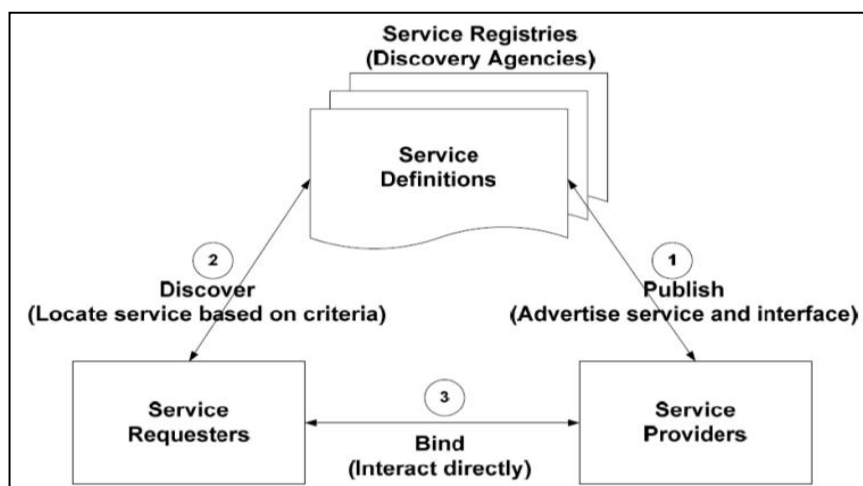 Service Registries
(Discovery Agencies)
Service
Definitions
2
Discover
(Locate service based on criteria)
1
Publish
(Advertise service and interface)
Service
Requesters
3
Bind
(Interact directly)
Service
Providers